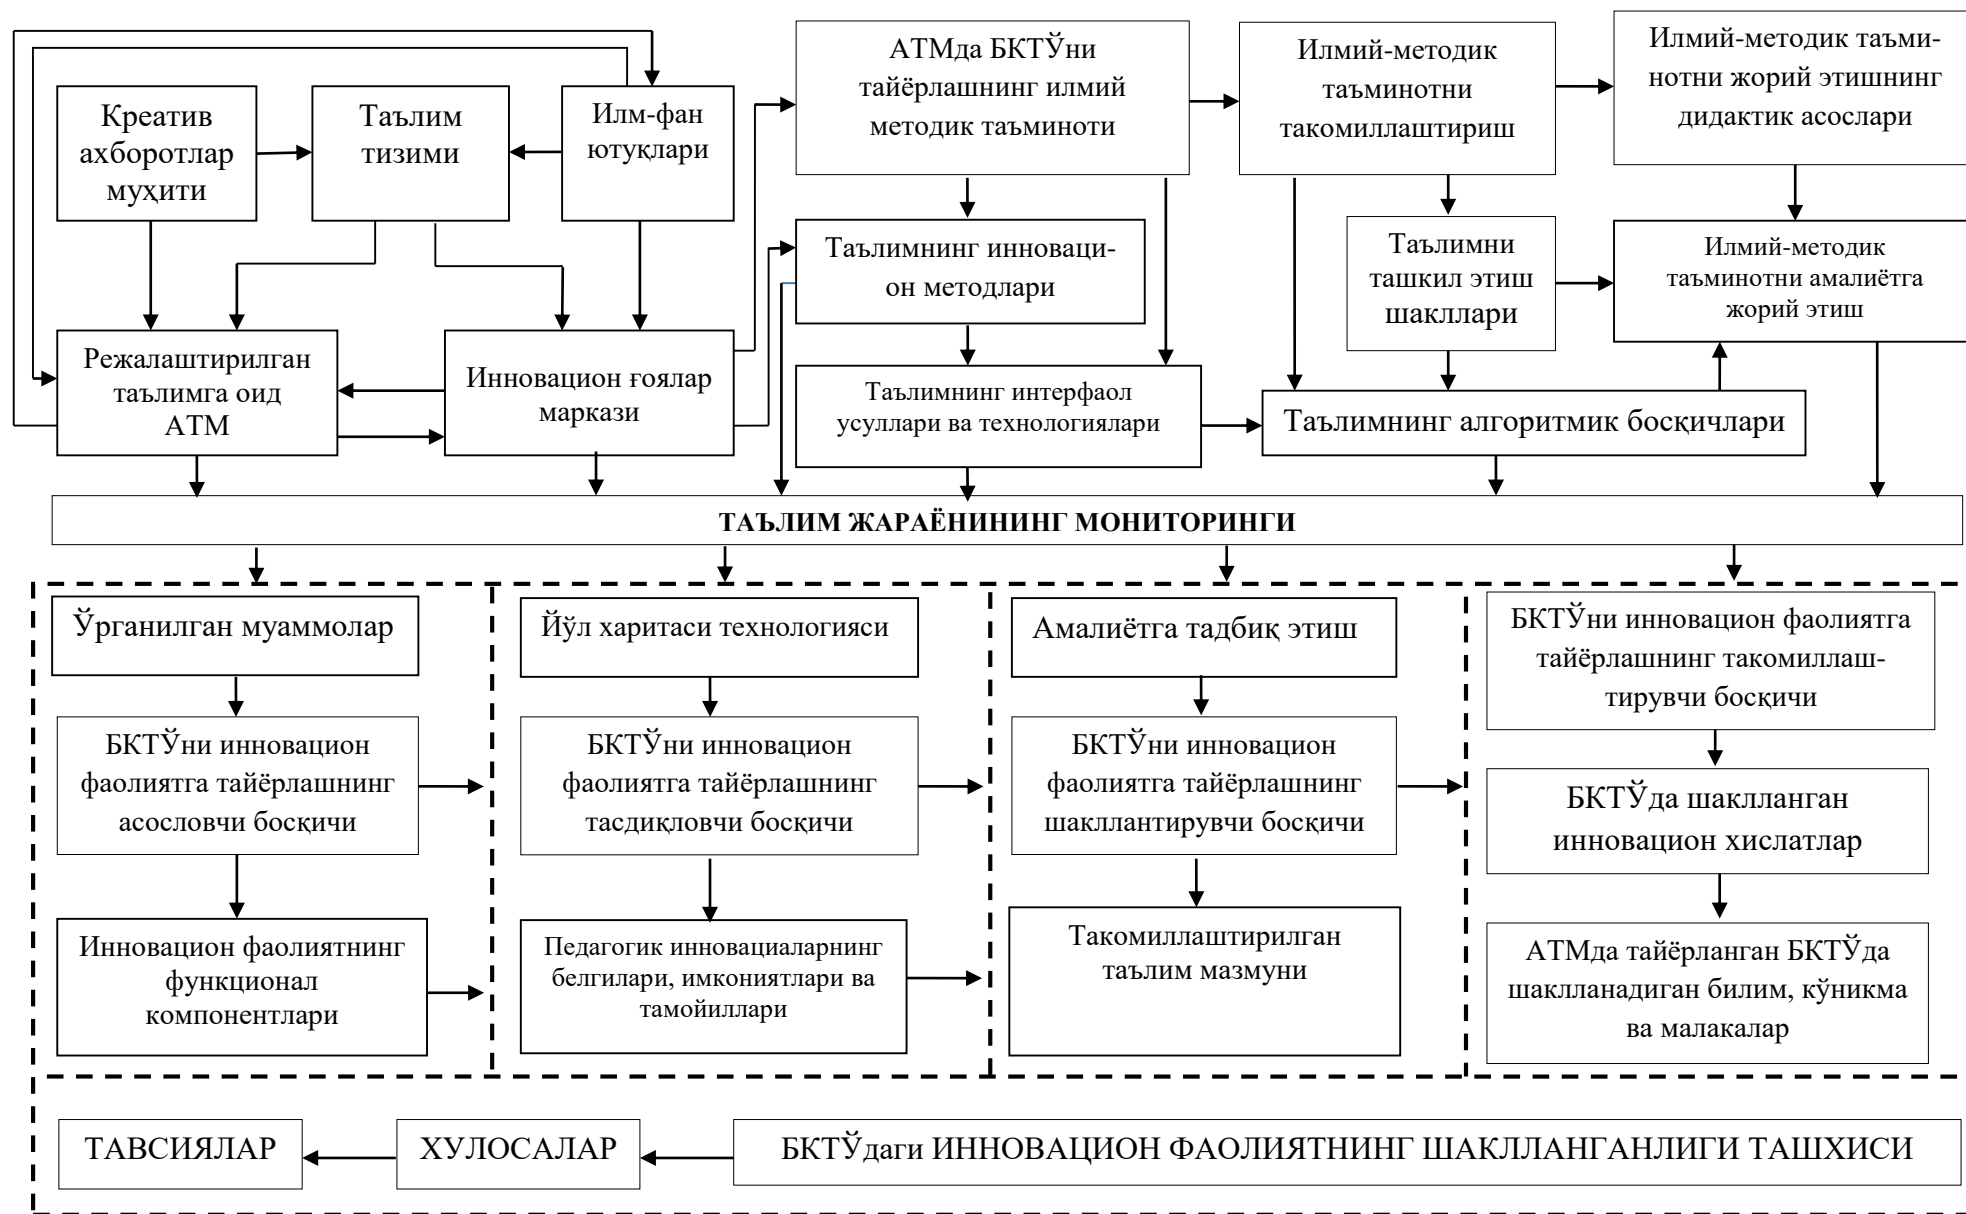 Креатив
ахборотлар
муҳити
Таълим
тизими
Илм-фан
ютуқлари
АТМда БКТЎни
тайёрлашнинг илмий
методик таъминоти
Илмий-методик
таъминотни
такомиллаштириш
Илмий-методик таъми-
нотни жорий этишнинг
дидактик асослари
Таълимнинг инноваци-
он методлари
Таълимни
ташкил этиш
шакллари
Илмий-методик
таъминотни амалиётга
жорий этиш
Режалаштирилган
таълимга оид
АТМ
Инновацион ғоялар
маркази
Таълимнинг интерфаол
усуллари ва технологиялари
Таълимнинг алгоритмик босқичлари
ТАЪЛИМ ЖАРАЁНИНИНГ МОНИТОРИНГИ
Ўрганилган муаммолар
Йўл харитаси технологияси
Амалиётга тадбиқ этиш
БКТЎни инновацион фаолиятга
тайёрлашнинг такомиллаш-
тирувчи босқичи
БКТЎни инновацион
фаолиятга тайёрлашнинг
асословчи босқичи
БКТЎни инновацион
фаолиятга тайёрлашнинг
тасдиқловчи босқичи
БКТЎни инновацион
фаолиятга тайёрлашнинг
шакллантирувчи босқичи
БКТЎда шаклланган
инновацион хислатлар
Инновацион фаолиятнинг
функционал
компонентлари
Педагогик инновациаларнинг
белгилари, имкониятлари ва
тамойиллари
Такомиллаштирилган
таълим мазмуни
АТМда тайёрланган БКТЎда
шаклланадиган билим, кўникма
ва малакалар
ТАВСИЯЛАР
ХУЛОСАЛАР
БКТЎдаги ИННОВАЦИОН ФАОЛИЯТНИНГ ШАКЛЛАНГАНЛИГИ ТАШХИСИ